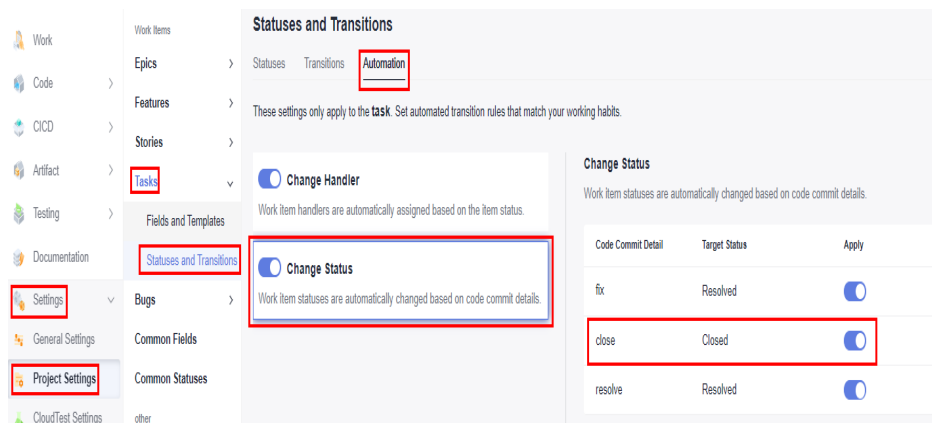 Work
Code
CICD
Artifact
Testing
Documentation
Settings
General Settings
Project Settings
CloudTest Settings
Work Items
Epics
Features
Stories
Tasks
Fields and Templates
Statuses and Transitions
Bugs
Common Fields
Common Statuses
other
Statuses and Transitions
Statuses Transitions Automation
These settings only apply to the task. Set automated transition rules that match your working habits.
Change Handler
Work item handlers are automatically assigned based on the item status.
Change Status
Work item statuses are automatically changed based on code commit details.
Change Status
Work item statuses are automatically changed based on code commit details.
Code Commit Detail Target Status Apply
fix Resolved
close Closed
resolve Resolved